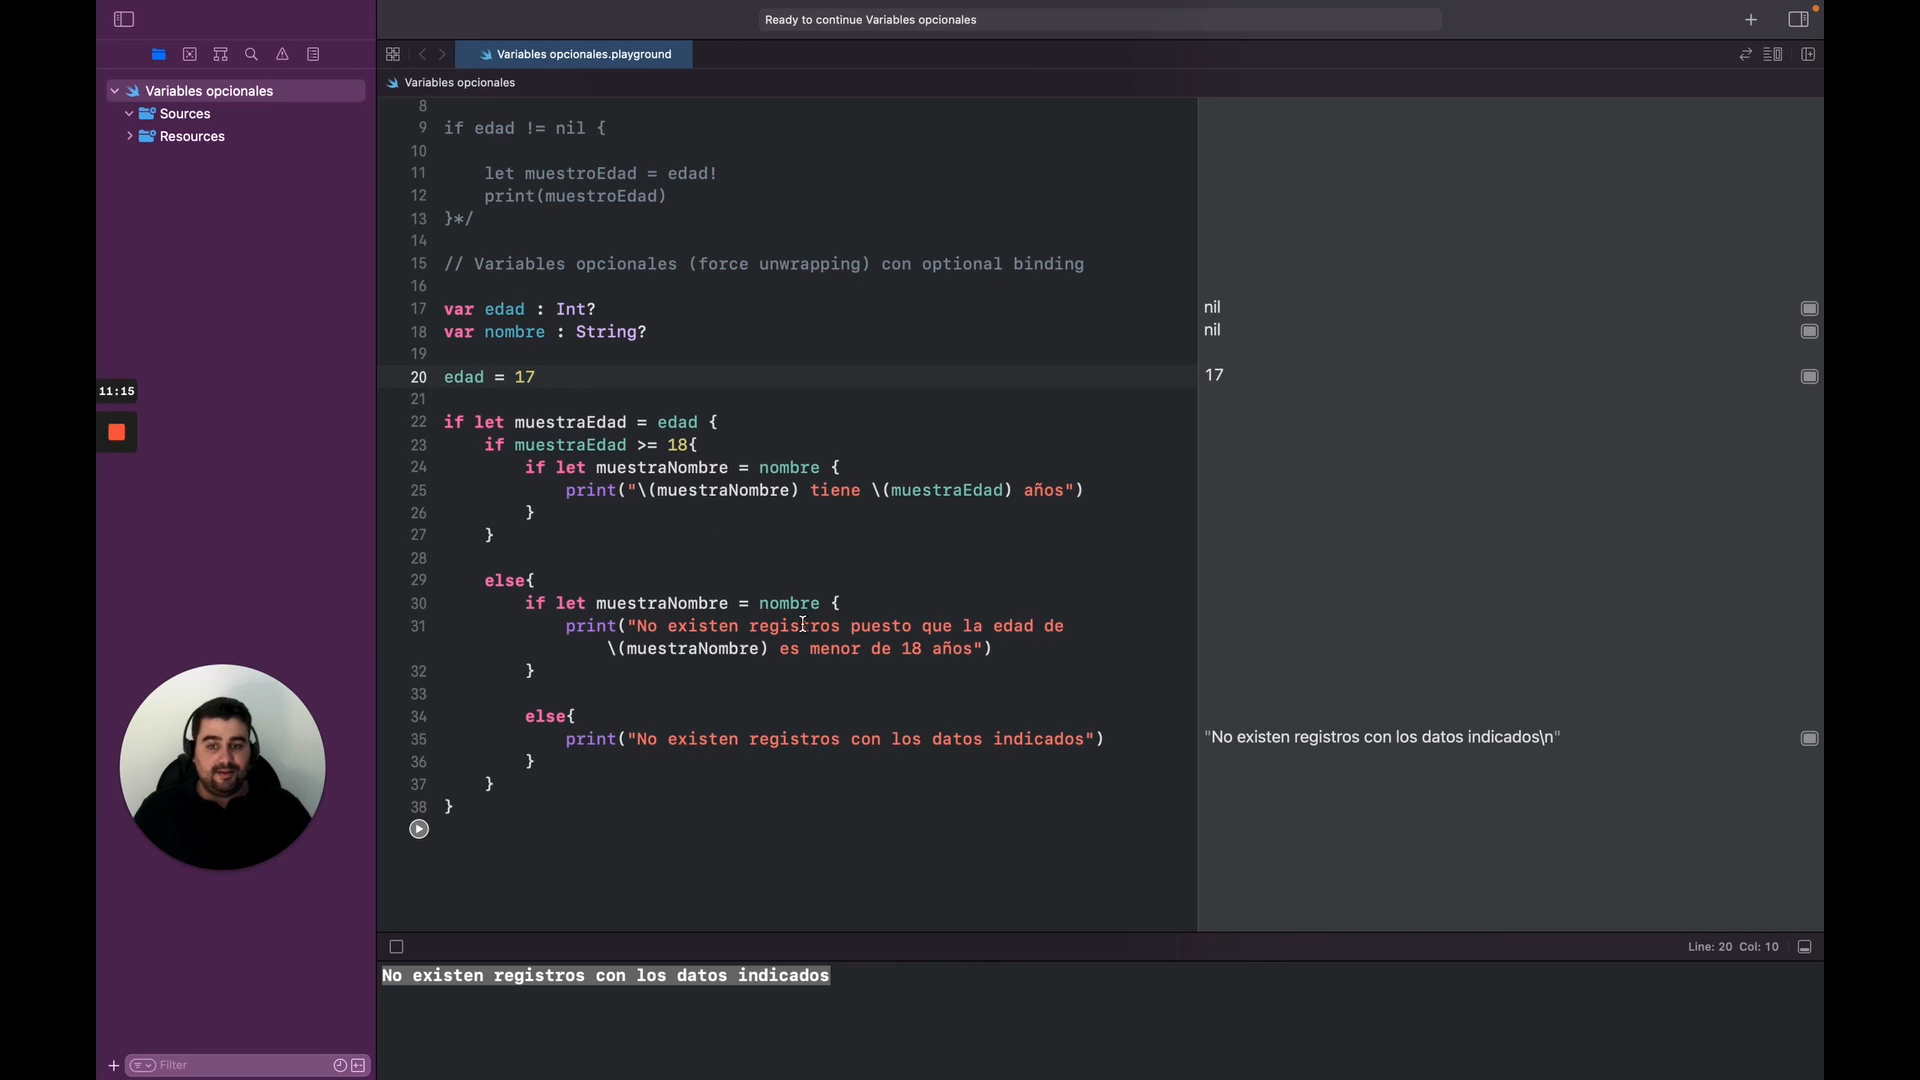 Ready to continue Variables opcionales
Variables opcionales.playground
Variables opcionales
Variables opcionales
Sources
Resources
8
9 if edad != nil {
10
11 let muestroEdad = edad!
12 print(muestroEdad)
13 }*/
14
15 // Variables opcionales (force unwrapping) con optional binding
16
17 var edad : Int?
18 var nombre : String?
19
20 edad = 17
21
22 if let muestraEdad = edad {
23 if muestraEdad >= 18{
24 if let muestraNombre = nombre {
25 print("\(muestraNombre) tiene \(muestraEdad) años")
26 }
27 }
28
29 else{
30 if let muestraNombre = nombre {
31 print("No existen registros puesto que la edad de
\(muestraNombre) es menor de 18 años")
32 }
33
34 else{
35 print("No existen registros con los datos indicados")
36 }
37 }
38 }
nil
nil
17
"No existen registros con los datos indicados\n"
11:15
Line: 20 Col: 10
No existen registros con los datos indicados
Filter